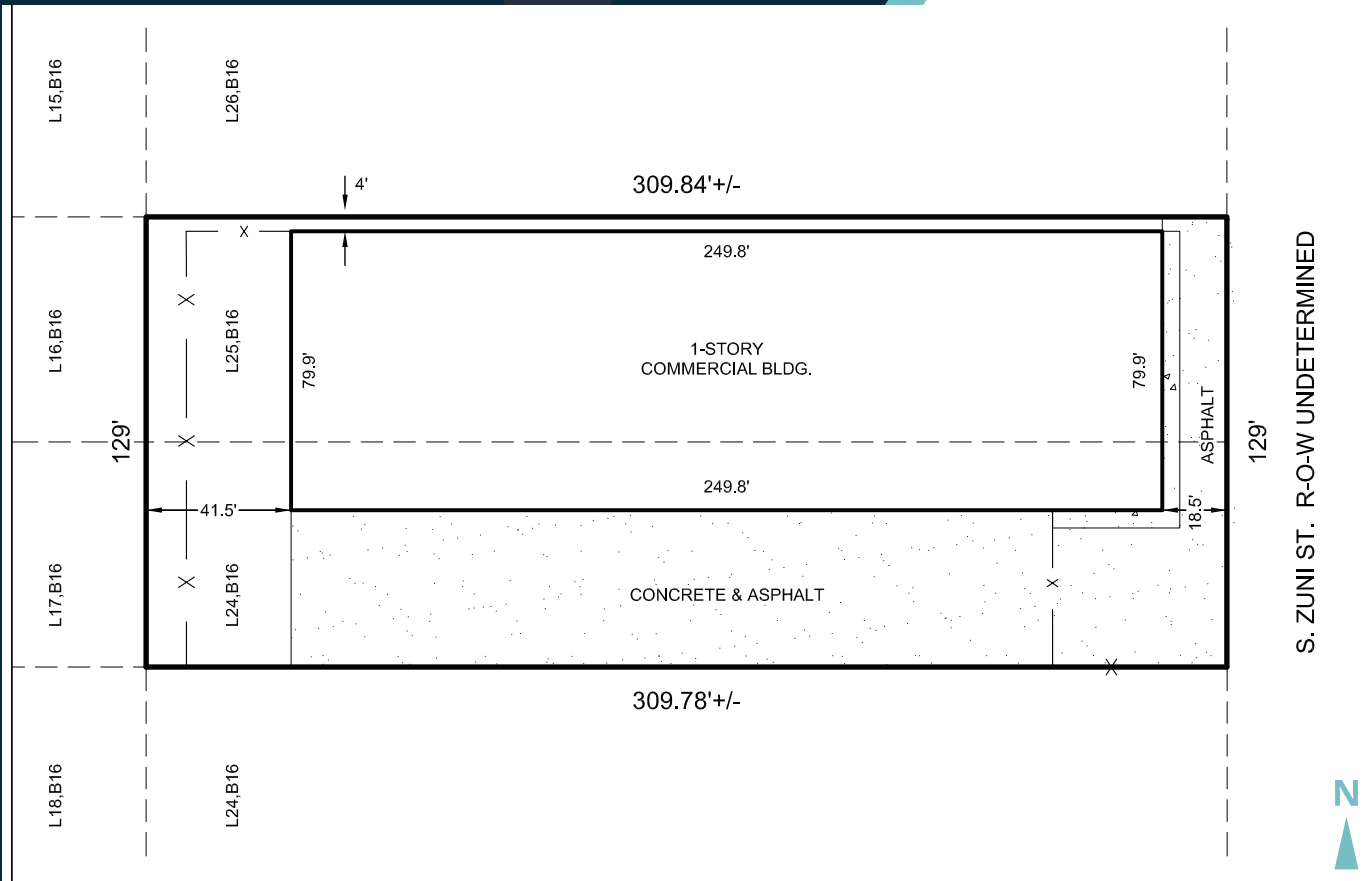 L15,B16
L26,B16
4'
309.84'+/-
249.8'
L16,B16
L25,B16
79.9'
1-STORY
COMMERCIAL BLDG.
79.9'
129'
ASPHALT
129'
S. ZUNI ST.  R-O-W UNDETERMINED
249.8'
41.5'
18.5'
L17,B16
L24,B16
CONCRETE & ASPHALT
309.78'+/-
L18,B16
L24,B16
N